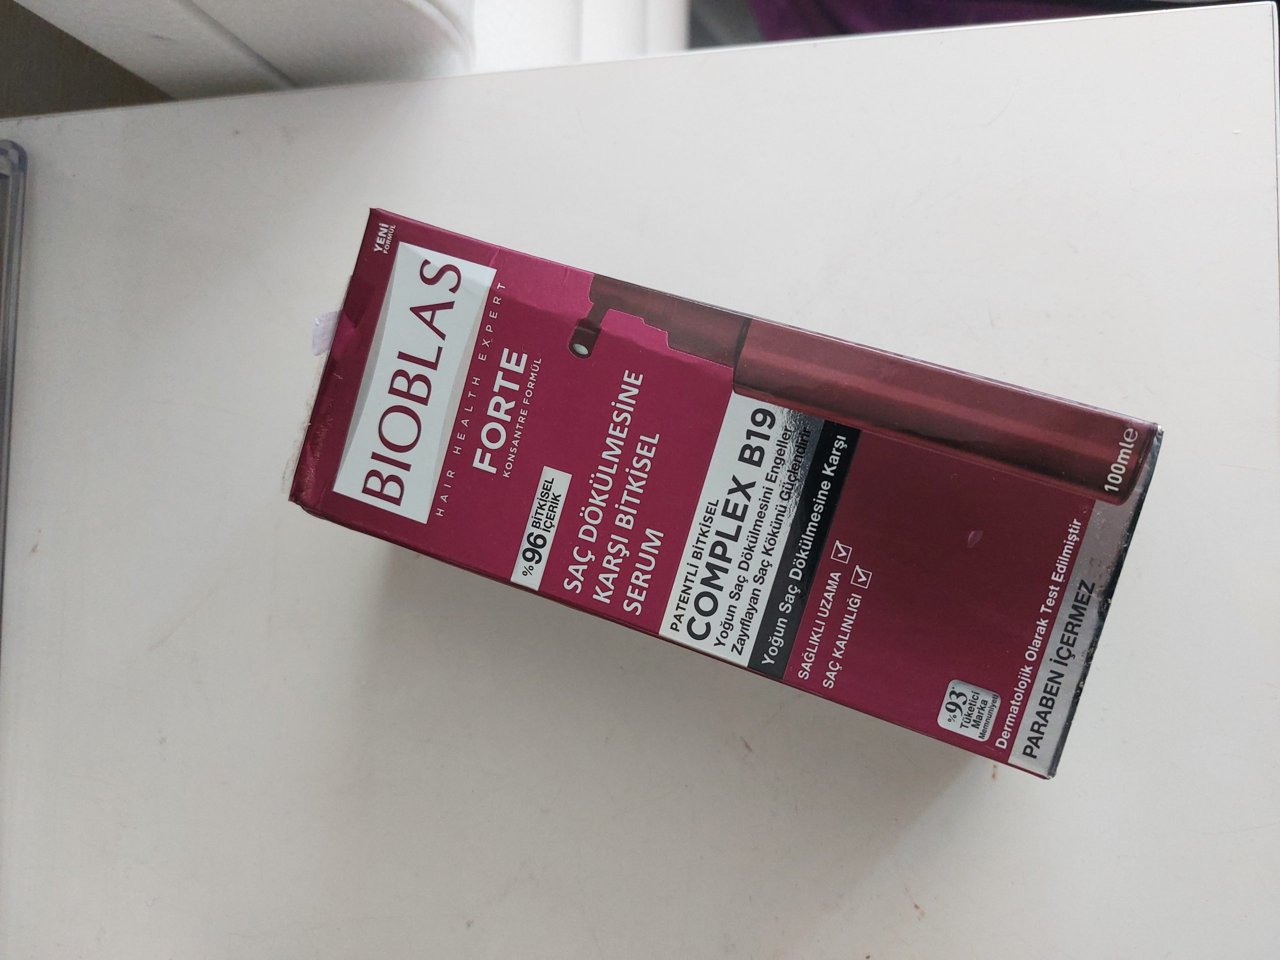 YENİ
FORMÜL
BIOBLAS
HAIR HEALTH EXPERT
FORTE
KONSANTRE FORMÜL
%96 BİTKİSEL
İÇERİK
SAÇ DÖKÜLMESİNE
KARŞI BİTKİSEL
SERUM
PATENTLİ BİTKİSEL
COMPLEX B19
Yoğun Saç Dökülmesini Engeller
Zayıflayan Saç Kökünü Güçlendirir
Yoğun Saç Dökülmesine Karşı
SAĞLIKLI UZAMA
SAÇ KALINLIĞI
%93*
Tüketici
Marka
Memnuniyeti
100ml℮
Dermatolojik Olarak Test Edilmiştir
PARABEN İÇERMEZ